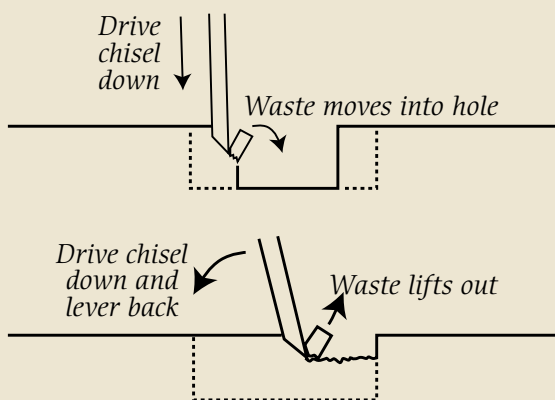 Drive
chisel
down
Waste moves into hole
Drive chisel
down and
lever back
Waste lifts out